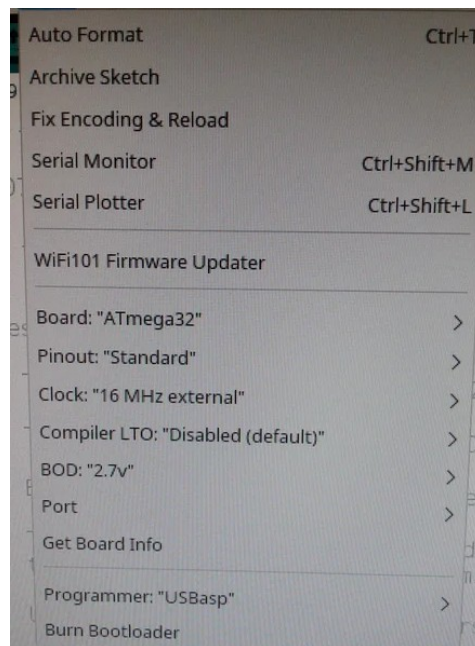 Auto Format Ctrl+T
Archive Sketch
Fix Encoding & Reload
Serial Monitor Ctrl+Shift+M
Serial Plotter Ctrl+Shift+L
WiFi101 Firmware Updater
Board: "ATmega32"
Pinout: "Standard"
Clock: "16 MHz external"
Compiler LTO: "Disabled (default)"
BOD: "2.7v"
Port
Get Board Info
Programmer: "USBasp"
Burn Bootloader